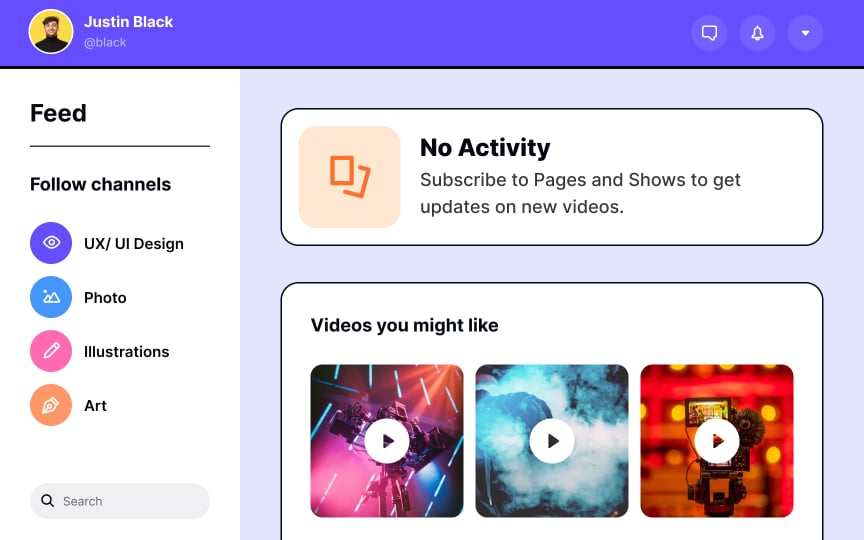 Justin Black
@black
Feed
Follow channels
UX/ UI Design
Photo
Illustrations
Art
Search
No Activity
Subscribe to Pages and Shows to get
updates on new videos.
Videos you might like